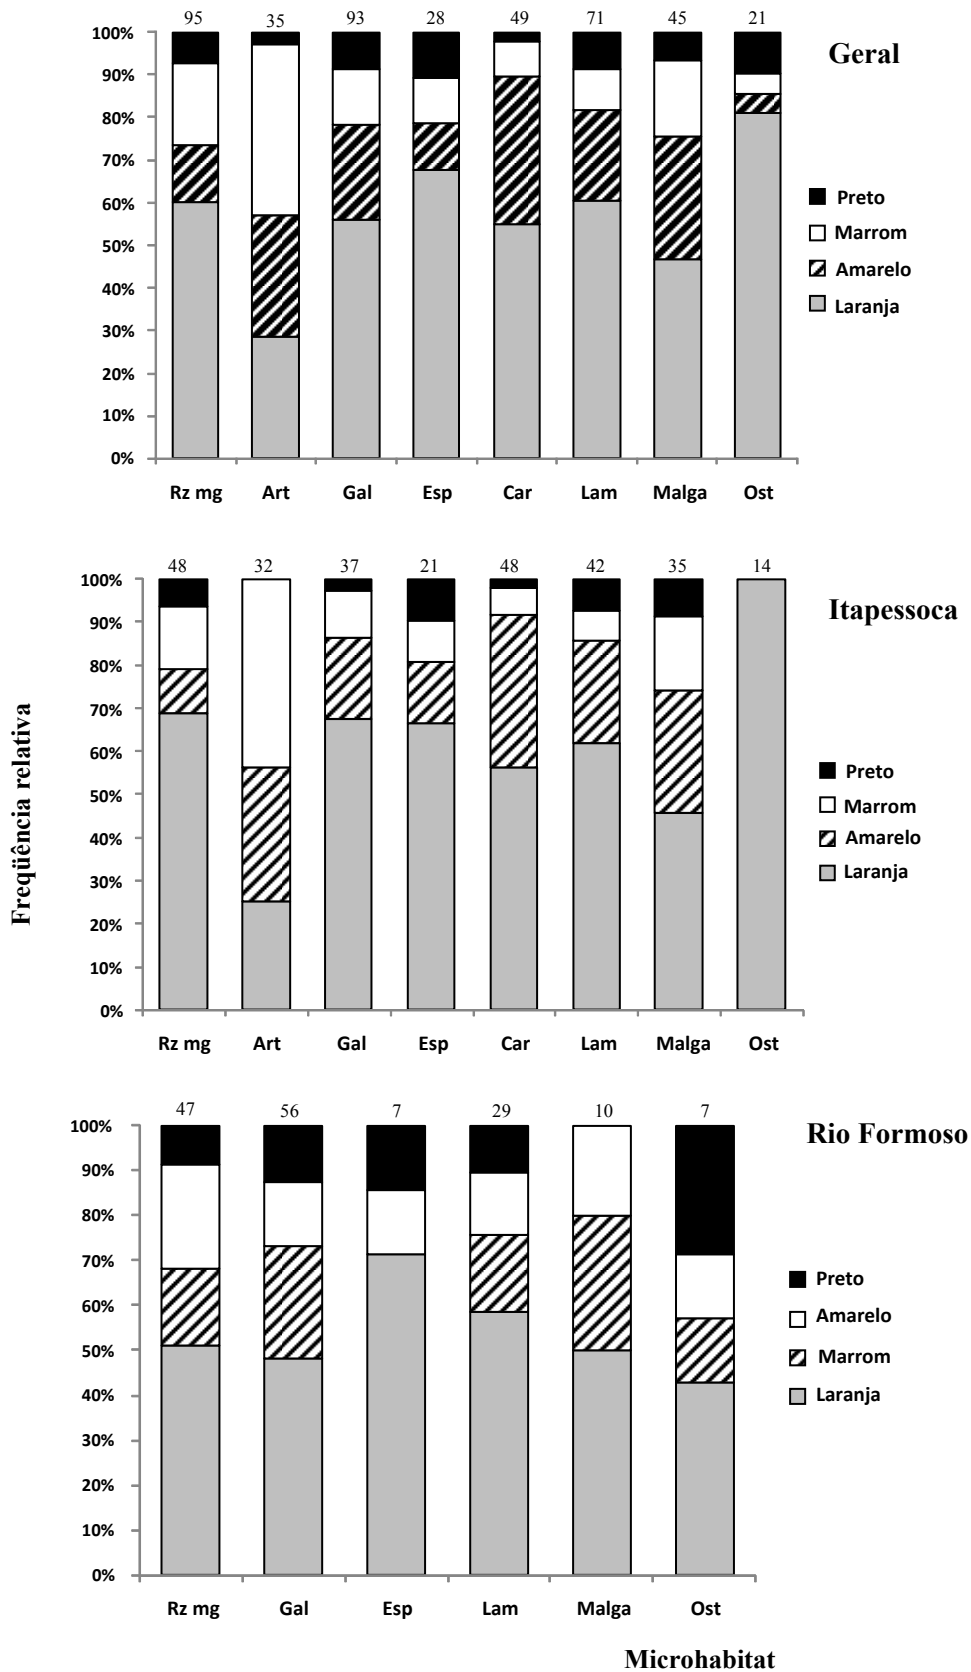 95 35 93 28 49 71 45 21
Geral
100%
90%
80%
70%
60%
50%
40%
30%
20%
10%
0%
Preto
Marrom
Amarelo
Laranja
Rz mg Art Gal Esp Car Lam Malga Ost
48 32 37 21 48 42 35 14
Itapessoca
100%
90%
80%
70%
60%
50%
40%
30%
20%
10%
0%
Preto
Marrom
Amarelo
Laranja
Freqüência relativa
Rz mg Art Gal Esp Car Lam Malga Ost
47 56 7 29 10 7
Rio Formoso
100%
90%
80%
70%
60%
50%
40%
30%
20%
10%
0%
Preto
Amarelo
Marrom
Laranja
Rz mg Gal Esp Lam Malga Ost
Microhabitat